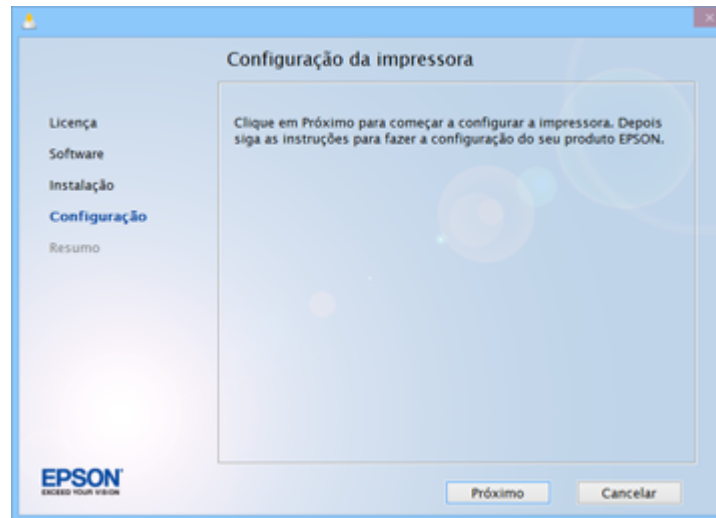 Configuração da impressora
Licença
Software
Instalação
Configuração
Resumo
Clique em Próximo para começar a configurar a impressora. Depois
siga as instruções para fazer a configuração do seu produto EPSON.
EPSON
EXCEED YOUR VISION
Próximo
Cancelar